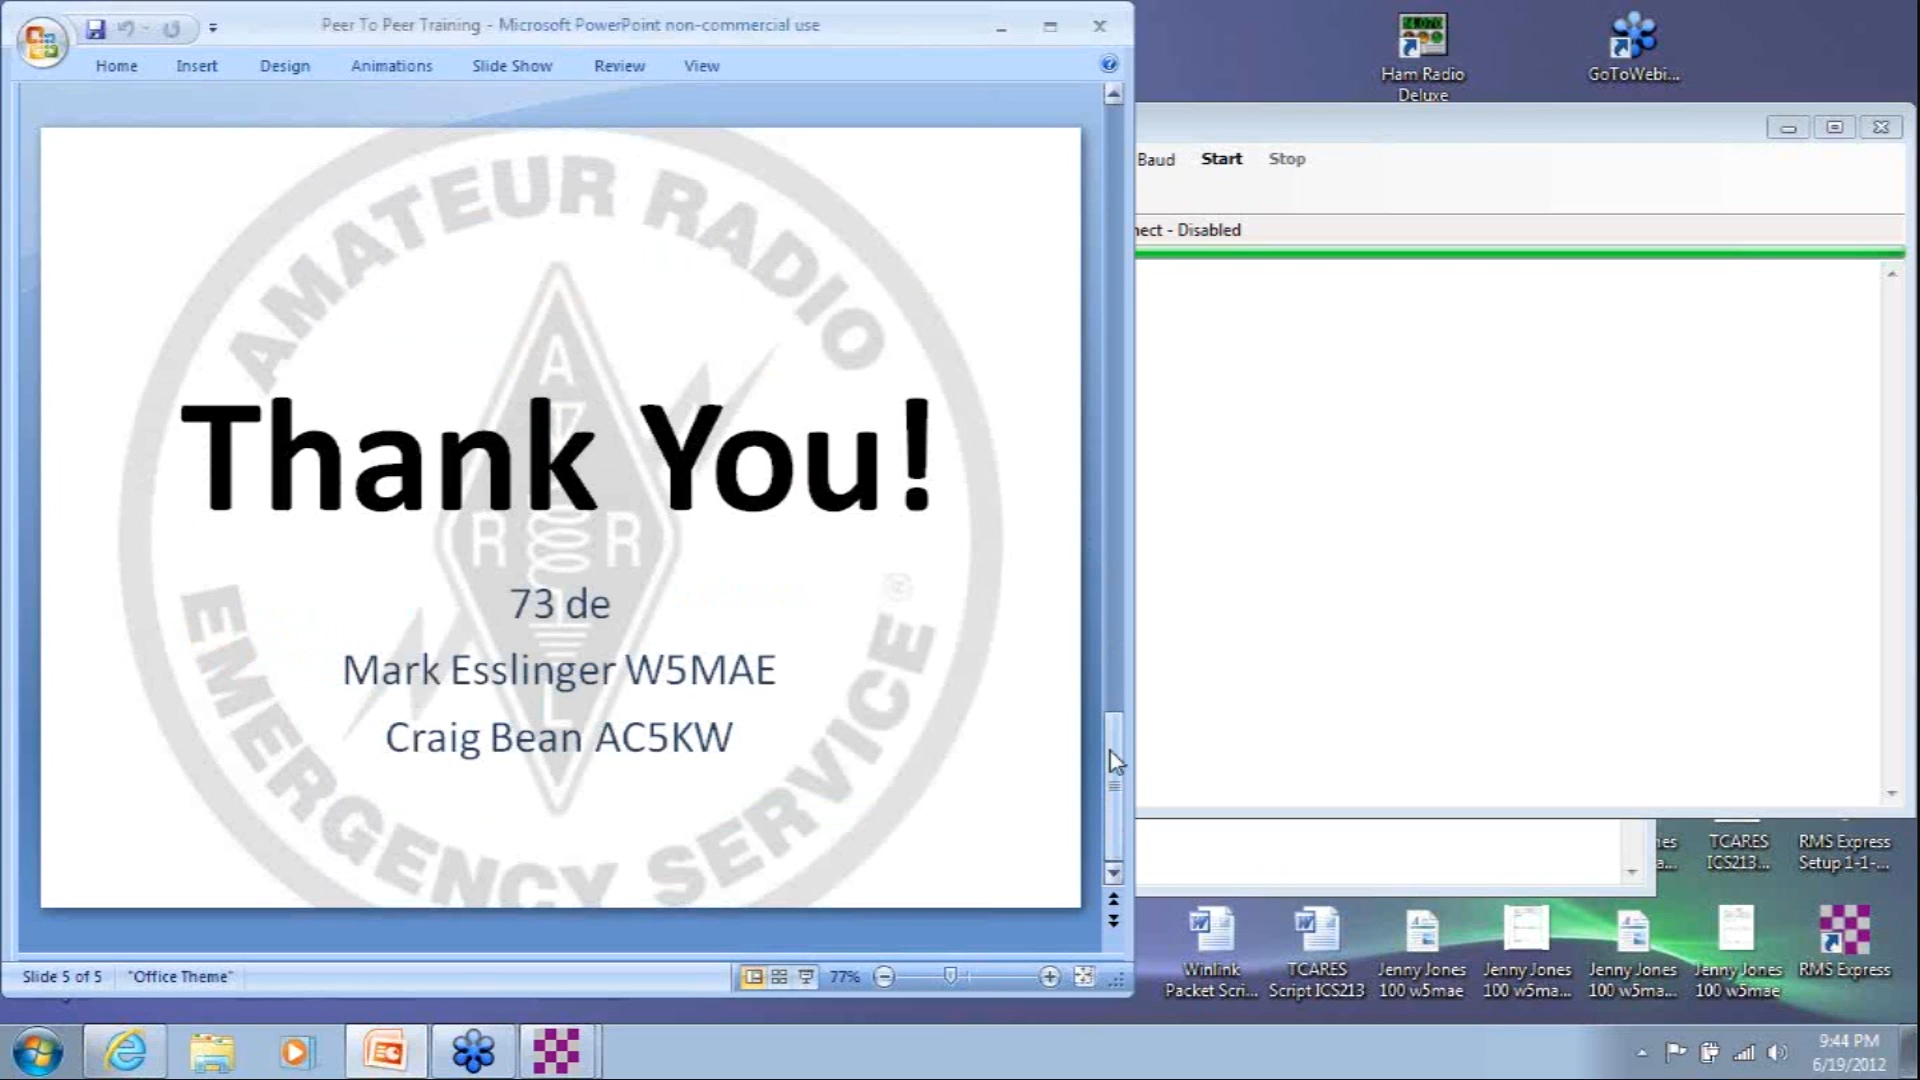 Peer To Peer Training - Microsoft PowerPoint non-commercial use
Home Insert Design Animations Slide Show Review View
AMATEUR RADIO
A
R R
L
EMERGENCY SERVICE®
Thank You!
73 de
Mark Esslinger W5MAE
Craig Bean AC5KW
Slide 5 of 5 "Office Theme" 77%
Ham Radio
Deluxe
GoToWebi...
Baud Start Stop
nect - Disabled
TCARES
ICS213...
RMS Express
Setup 1-1-...
Winlink
Packet Scri...
TCARES
Script ICS213
Jenny Jones
100 w5mae
Jenny Jones
100 w5ma...
Jenny Jones
100 w5ma...
Jenny Jones
100 w5mae
RMS Express
9:44 PM
6/19/2012